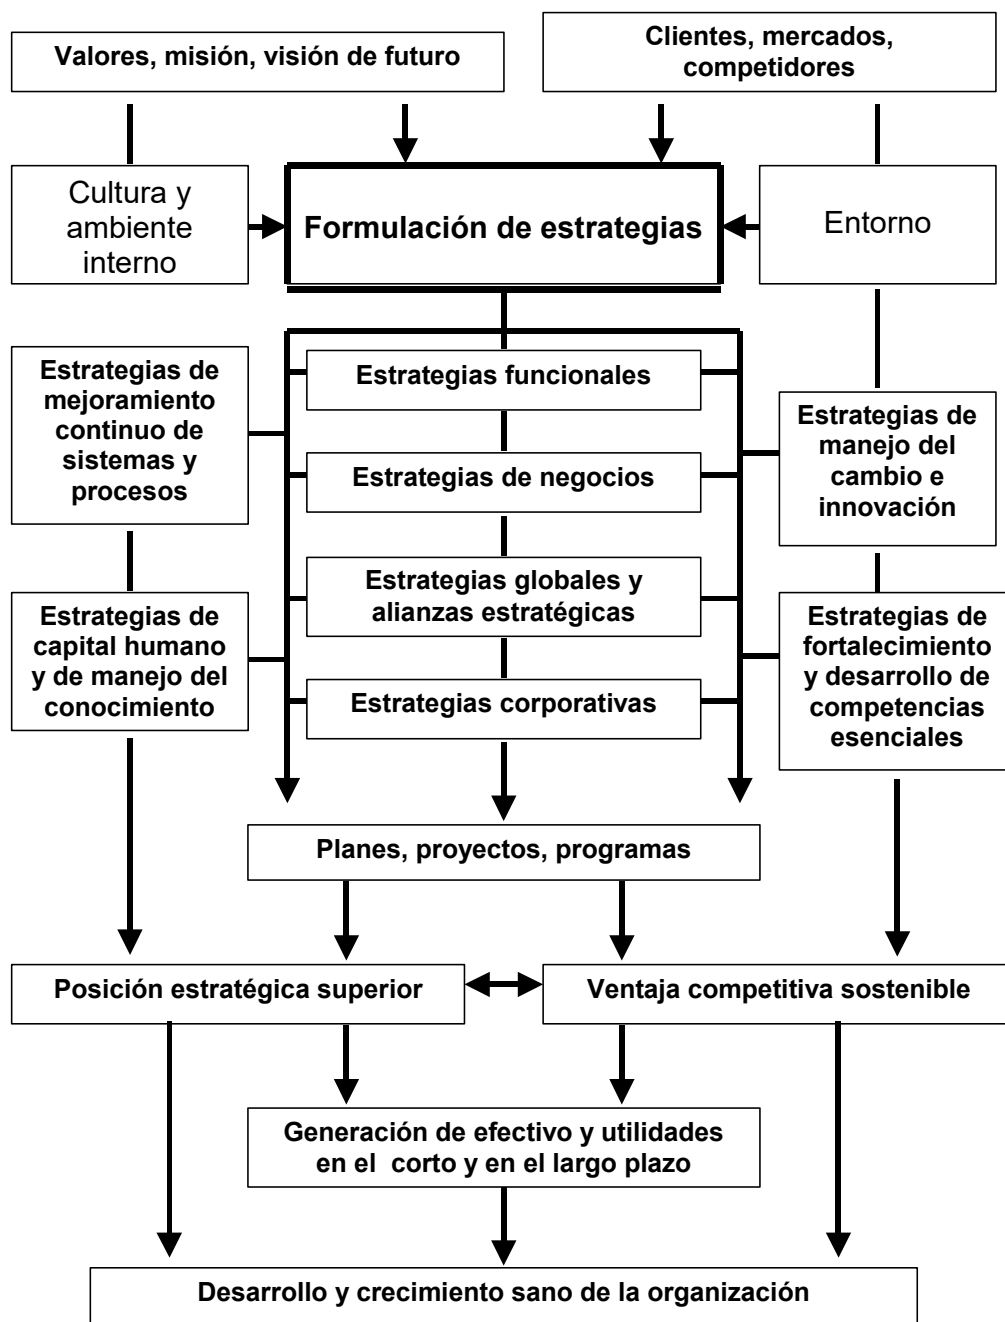 Valores, misión, visión de futuro
Clientes, mercados,
competidores
Cultura y
ambiente
interno
Formulación de estrategias
Entorno
Estrategias de
mejoramiento
continuo de
sistemas y
procesos
Estrategias funcionales
Estrategias de negocios
Estrategias de
manejo del
cambio e
innovación
Estrategias globales y
alianzas estratégicas
Estrategias de
capital humano
y de manejo del
conocimiento
Estrategias corporativas
Estrategias de
fortalecimiento
y desarrollo de
competencias
esenciales
Planes, proyectos, programas
Posición estratégica superior
Ventaja competitiva sostenible
Generación de efectivo y utilidades
en el  corto y en el largo plazo
Desarrollo y crecimiento sano de la organización